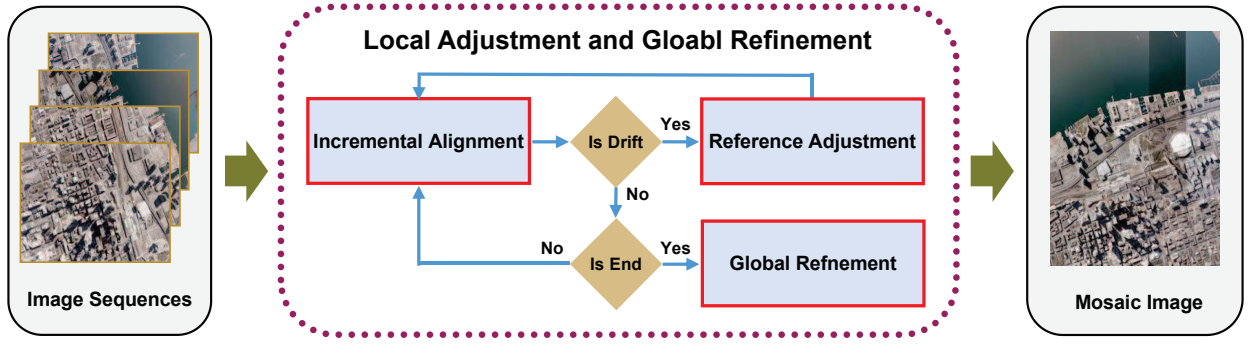 Local Adjustment and Gloabl Refinement
Incremental Alignment
Is Drift
Yes
Reference Adjustment
No
No
Is End
Yes
Global Refnement
Image Sequences
Mosaic Image